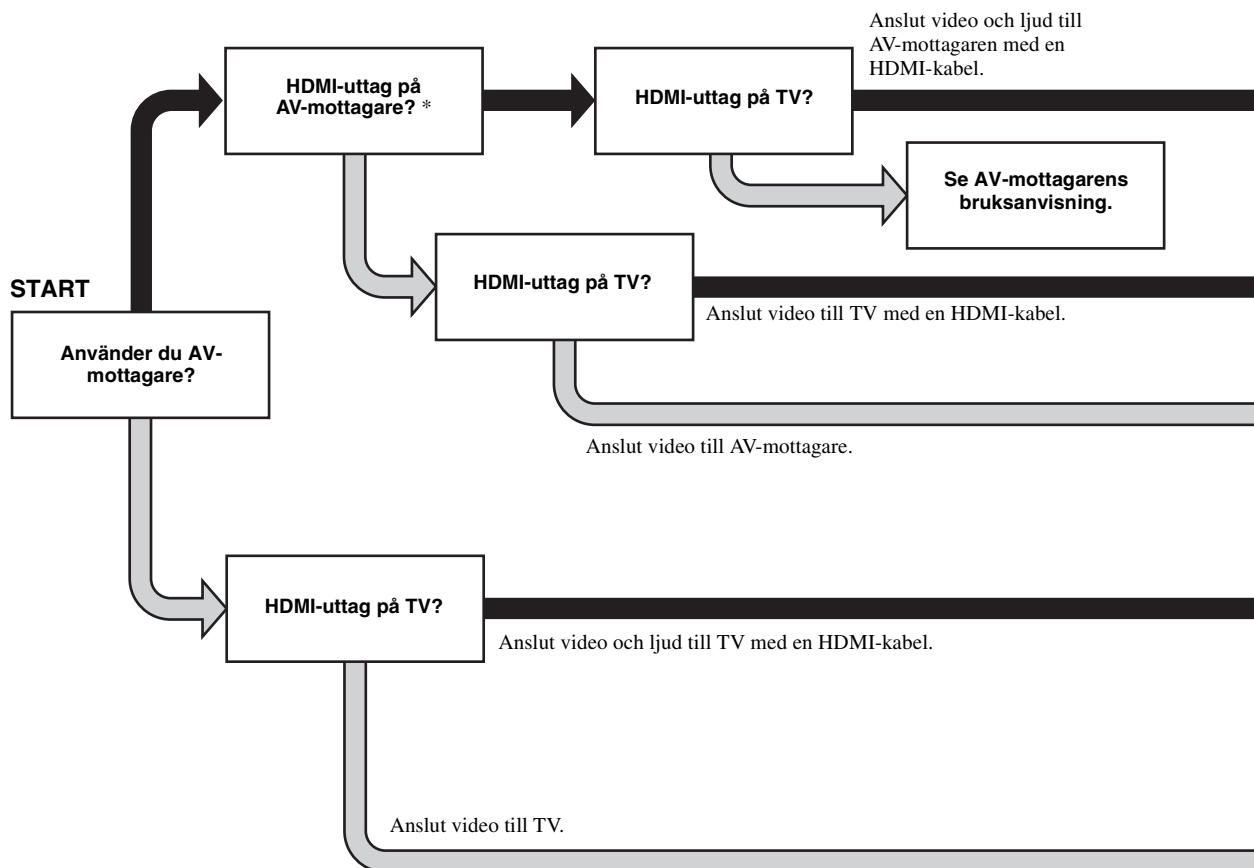 Anslut video och ljud till
AV-mottagaren med en
HDMI-kabel.
HDMI-uttag på
AV-mottagare? *
HDMI-uttag på TV?
Se AV-mottagarens
bruksanvisning.
HDMI-uttag på TV?
START
Anslut video till TV med en HDMI-kabel.
Använder du AV-
mottagare?
Anslut video till AV-mottagare.
HDMI-uttag på TV?
Anslut video och ljud till TV med en HDMI-kabel.
Anslut video till TV.